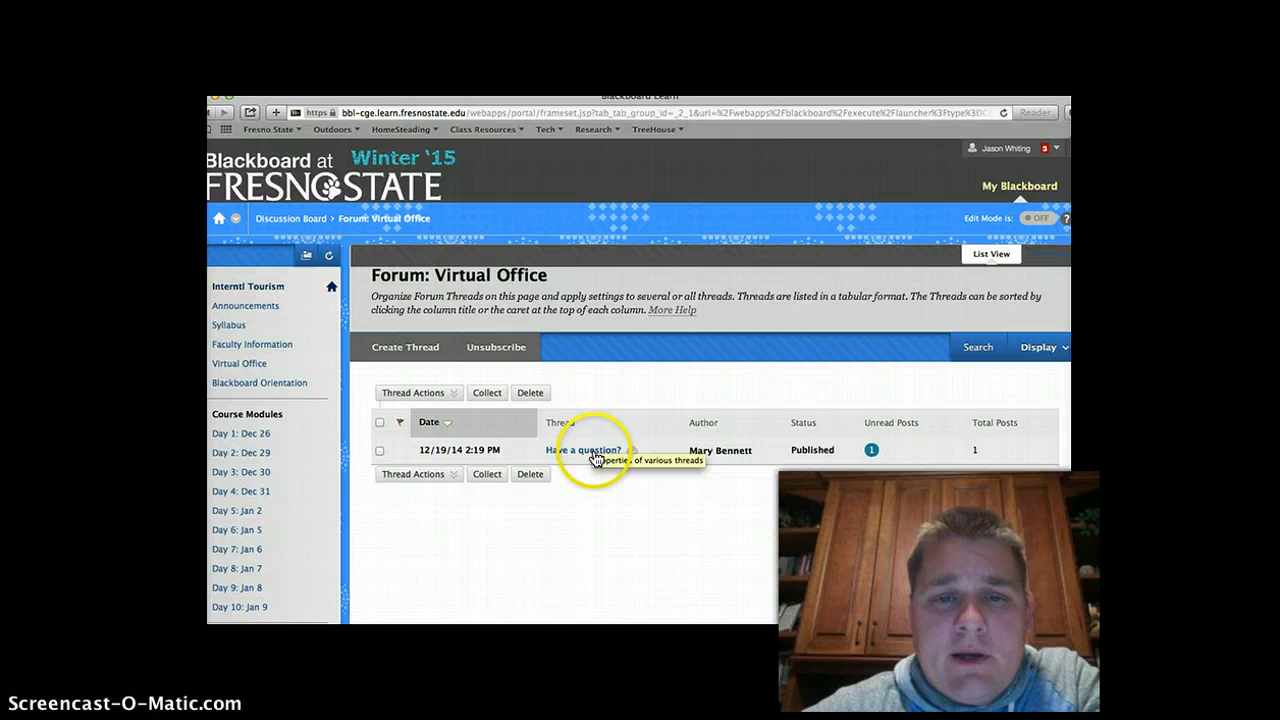 Blackboard Learn
https bbl-cge.learn.fresnostate.edu/webapps/portal/frameset.jsp?tab_tab_group_id=_2_1&url=%2Fwebapps%2Fblackboard%2Fexecute%2Flauncher%3Ftype%3DC Reader
Fresno State Outdoors HomeSteading Class Resources Tech Research TreeHouse
Blackboard at Winter '15
FRESNO STATE
Jason Whiting 3
My Blackboard
Discussion Board > Forum: Virtual Office Edit Mode is: OFF ?
List View
Forum: Virtual Office
Organize Forum Threads on this page and apply settings to several or all threads. Threads are listed in a tabular format. The Threads can be sorted by
clicking the column title or the caret at the top of each column. More Help
Create Thread Unsubscribe Search Display
Thread Actions Collect Delete
Date Thread Author Status Unread Posts Total Posts
12/19/14 2:19 PM Have a question? Mary Bennett Published 1 1
of various threads
Thread Actions Collect Delete
Interntl Tourism
Announcements
Syllabus
Faculty Information
Virtual Office
Blackboard Orientation
Course Modules
Day 1: Dec 26
Day 2: Dec 29
Day 3: Dec 30
Day 4: Dec 31
Day 5: Jan 2
Day 6: Jan 5
Day 7: Jan 6
Day 8: Jan 7
Day 9: Jan 8
Day 10: Jan 9
Screencast-O-Matic.com